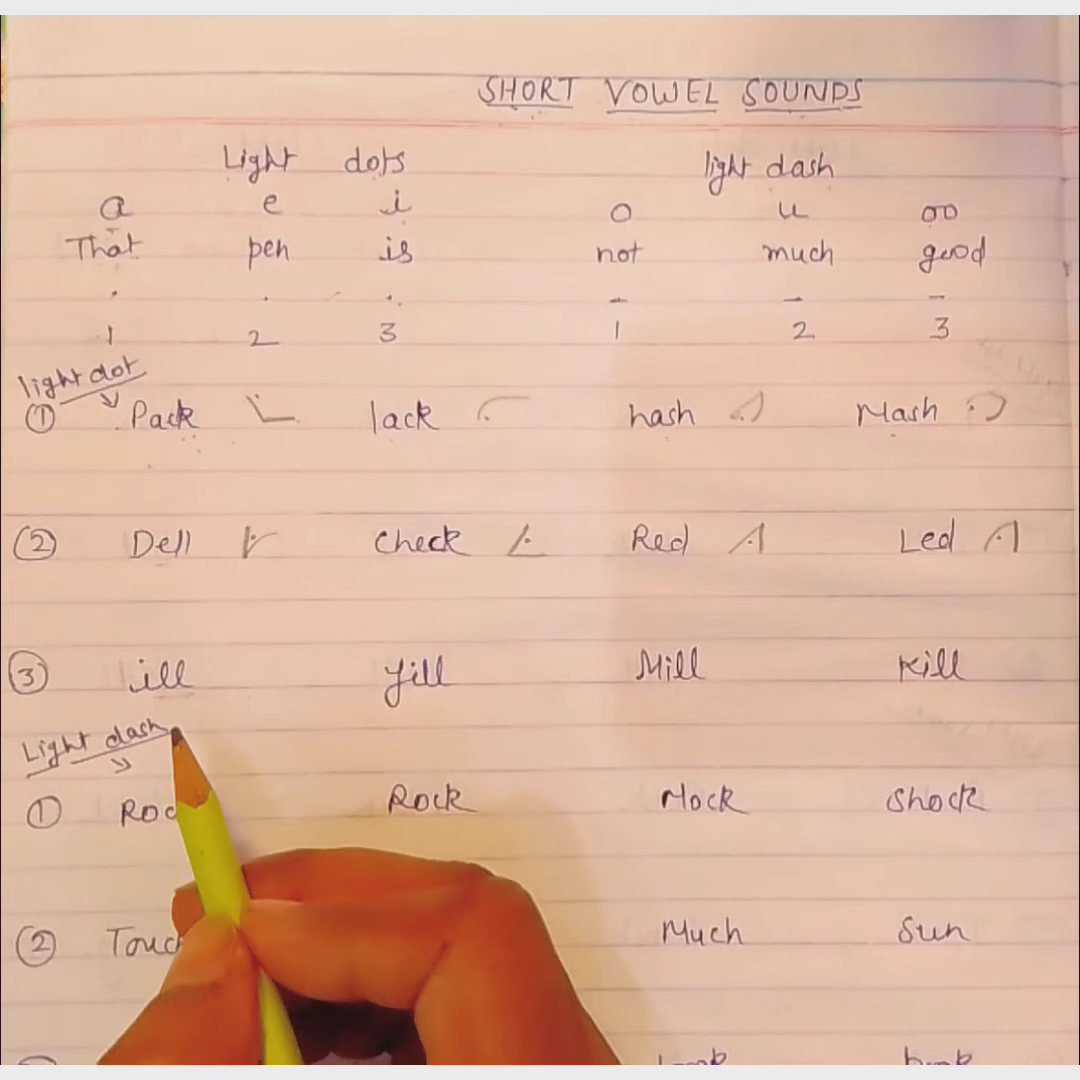 SHORT VOWEL SOUNDS
Light dots light dash
a e i o u oo
That pen is not much good
1 2 3 1 2 3
light dot
① Pack lack hash Mash
② Dell Check Red Led
③ ill Jill Mill Kill
Light dash
① Rock Mock Shock
② Much Sun